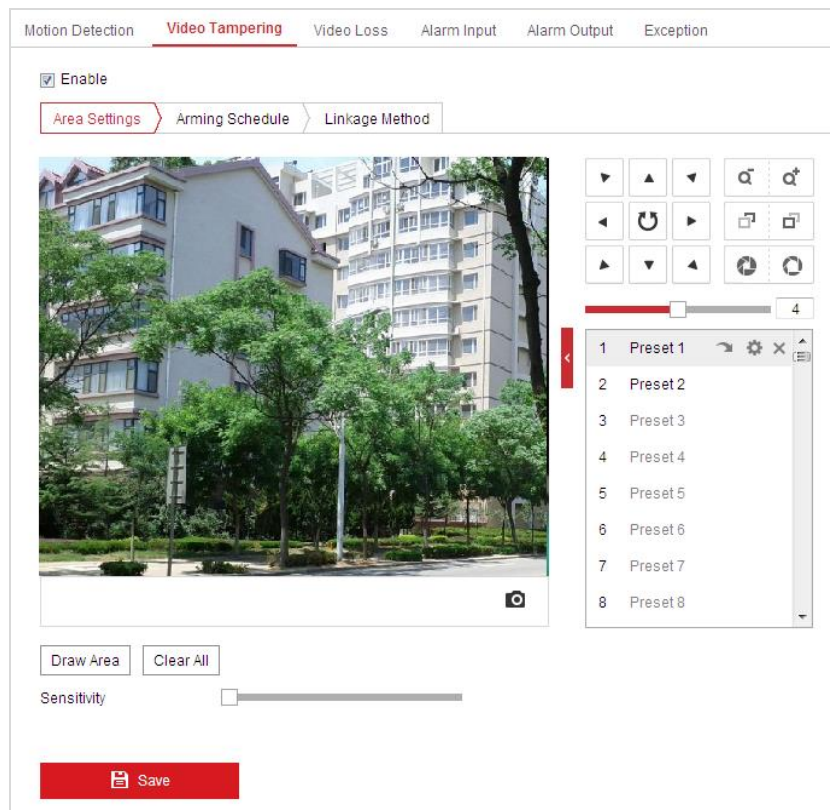 Motion Detection Video Tampering Video Loss Alarm Input Alarm Output Exception
Enable
Area Settings Arming Schedule Linkage Method
4
1 Preset 1
2 Preset 2
3 Preset 3
4 Preset 4
5 Preset 5
6 Preset 6
7 Preset 7
8 Preset 8
Draw Area Clear All
Sensitivity
Save